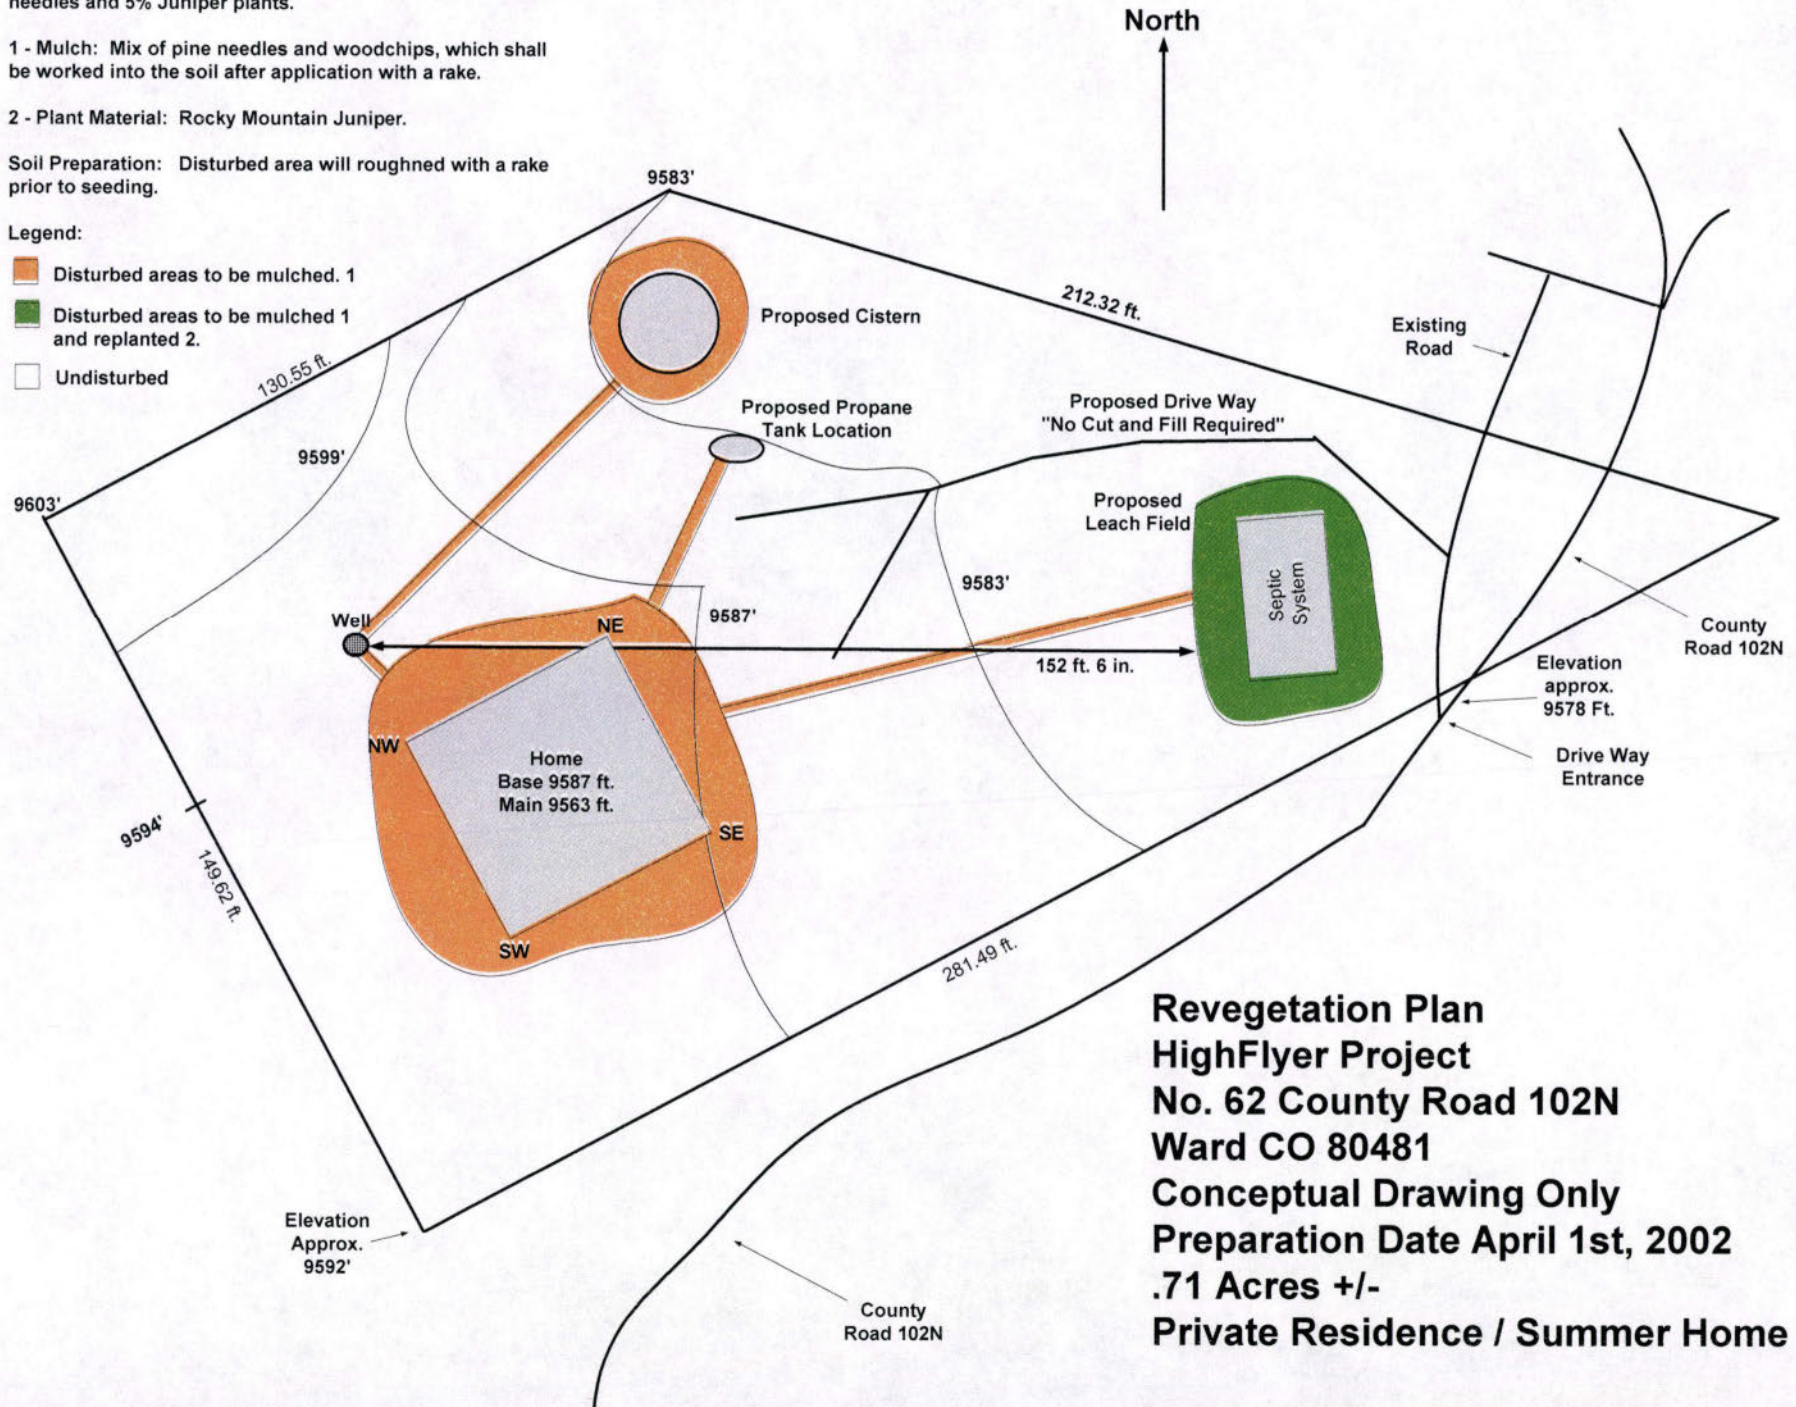 needles and 5% Juniper plants.
1 - Mulch: Mix of pine needles and woodchips, which shall
be worked into the soil after application with a rake.
2 - Plant Material: Rocky Mountain Juniper.
Soil Preparation: Disturbed area will roughned with a rake
prior to seeding.
Legend:
Disturbed areas to be mulched. 1
Disturbed areas to be mulched 1
and replanted 2.
Undisturbed
North
9583'
130.55 ft.
212.32 ft.
Proposed Cistern
Existing
Road
Proposed Propane
Tank Location
Proposed Drive Way
"No Cut and Fill Required"
9599'
9603'
Proposed
Leach Field
Septic
System
9583'
9587'
Well
NE
152 ft. 6 in.
County
Road 102N
Elevation
approx.
9578 Ft.
Drive Way
Entrance
NW
Home
Base 9587 ft.
Main 9563 ft.
SE
SW
9594'
149.62 ft.
281.49 ft.
Elevation
Approx.
9592'
County
Road 102N
Revegetation Plan
HighFlyer Project
No. 62 County Road 102N
Ward CO 80481
Conceptual Drawing Only
Preparation Date April 1st, 2002
.71 Acres +/-
Private Residence / Summer Home